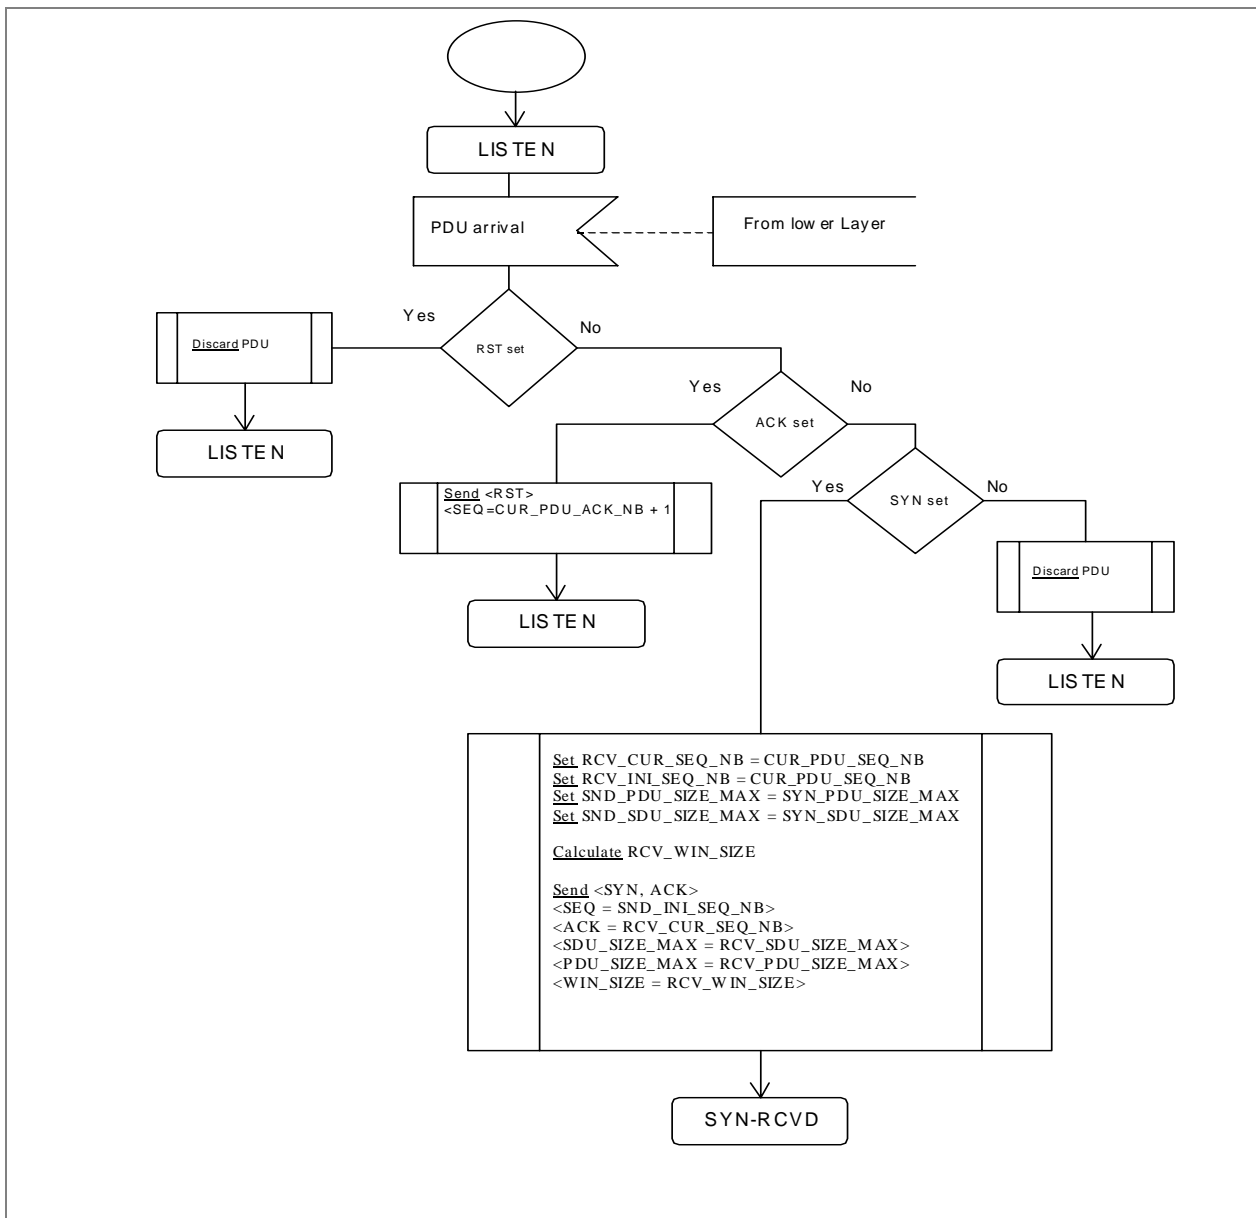 LISTEN
PDU arrival
From lower Layer
Yes
No
RST set
Discard PDU
LISTEN
Yes
No
ACK set
Send <RST>
<SEQ=CUR_PDU_ACK_NB + 1
LISTEN
Yes
No
SYN set
Discard PDU
LISTEN
Set RCV_CUR_SEQ_NB = CUR_PDU_SEQ_NB
Set RCV_INI_SEQ_NB = CUR_PDU_SEQ_NB
Set SND_PDU_SIZE_MAX = SYN_PDU_SIZE_MAX
Set SND_SDU_SIZE_MAX = SYN_SDU_SIZE_MAX
Calculate RCV_WIN_SIZE
Send <SYN, ACK>
<SEQ = SND_INI_SEQ_NB>
<ACK = RCV_CUR_SEQ_NB>
<SDU_SIZE_MAX = RCV_SDU_SIZE_MAX>
<PDU_SIZE_MAX = RCV_PDU_SIZE_MAX>
<WIN_SIZE = RCV_WIN_SIZE>
SYN-RCVD